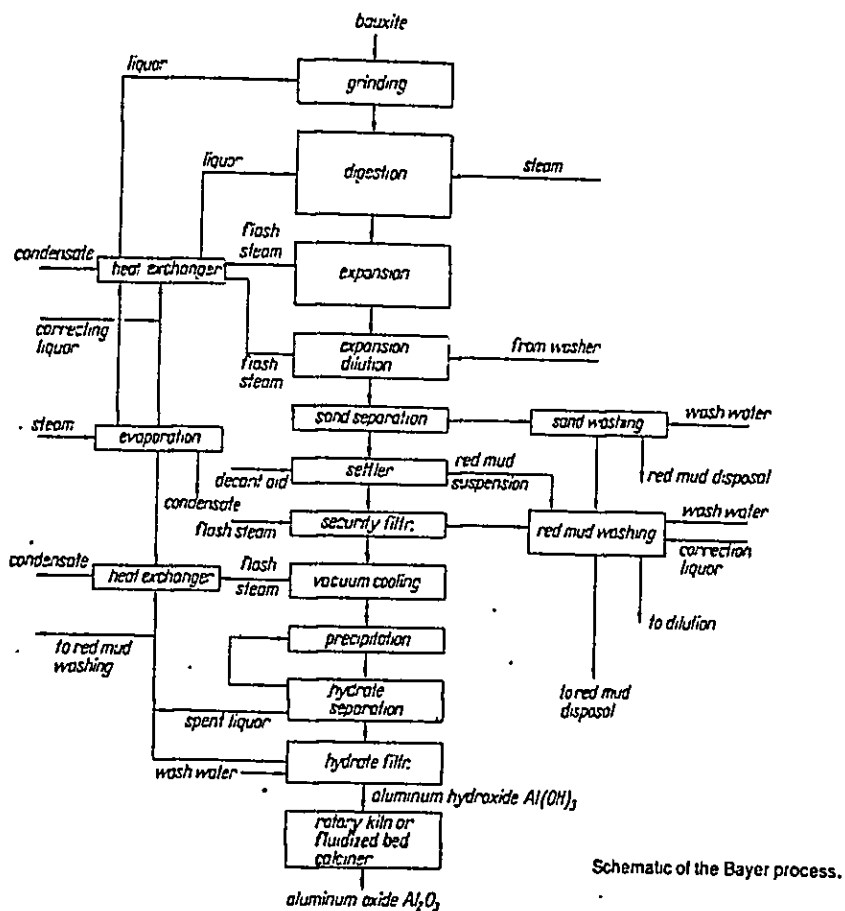 bauxite
liquor
grinding
liquor
digestion
steam
flash
steam
condensate
heat exchanger
expansion
correcting
liquor
flash
steam
expansion
dilution
from washer
sand separation
sand washing
wash water
steam
evaporation
condensate
decant aid
settler
red mud
suspension
red mud disposal
flash steam
security filtr.
red mud washing
wash water
correction
liquor
condensate
heat exchanger
flash
steam
vacuum cooling
to dilution
to red mud
washing
precipitation
to red mud
disposal
hydrate
separation
spent liquor
wash water
hydrate filtr.
aluminum hydroxide Al(OH)₃
rotary kiln or
fluidized bed
calciner
aluminum oxide Al₂O₃
Schematic of the Bayer process.